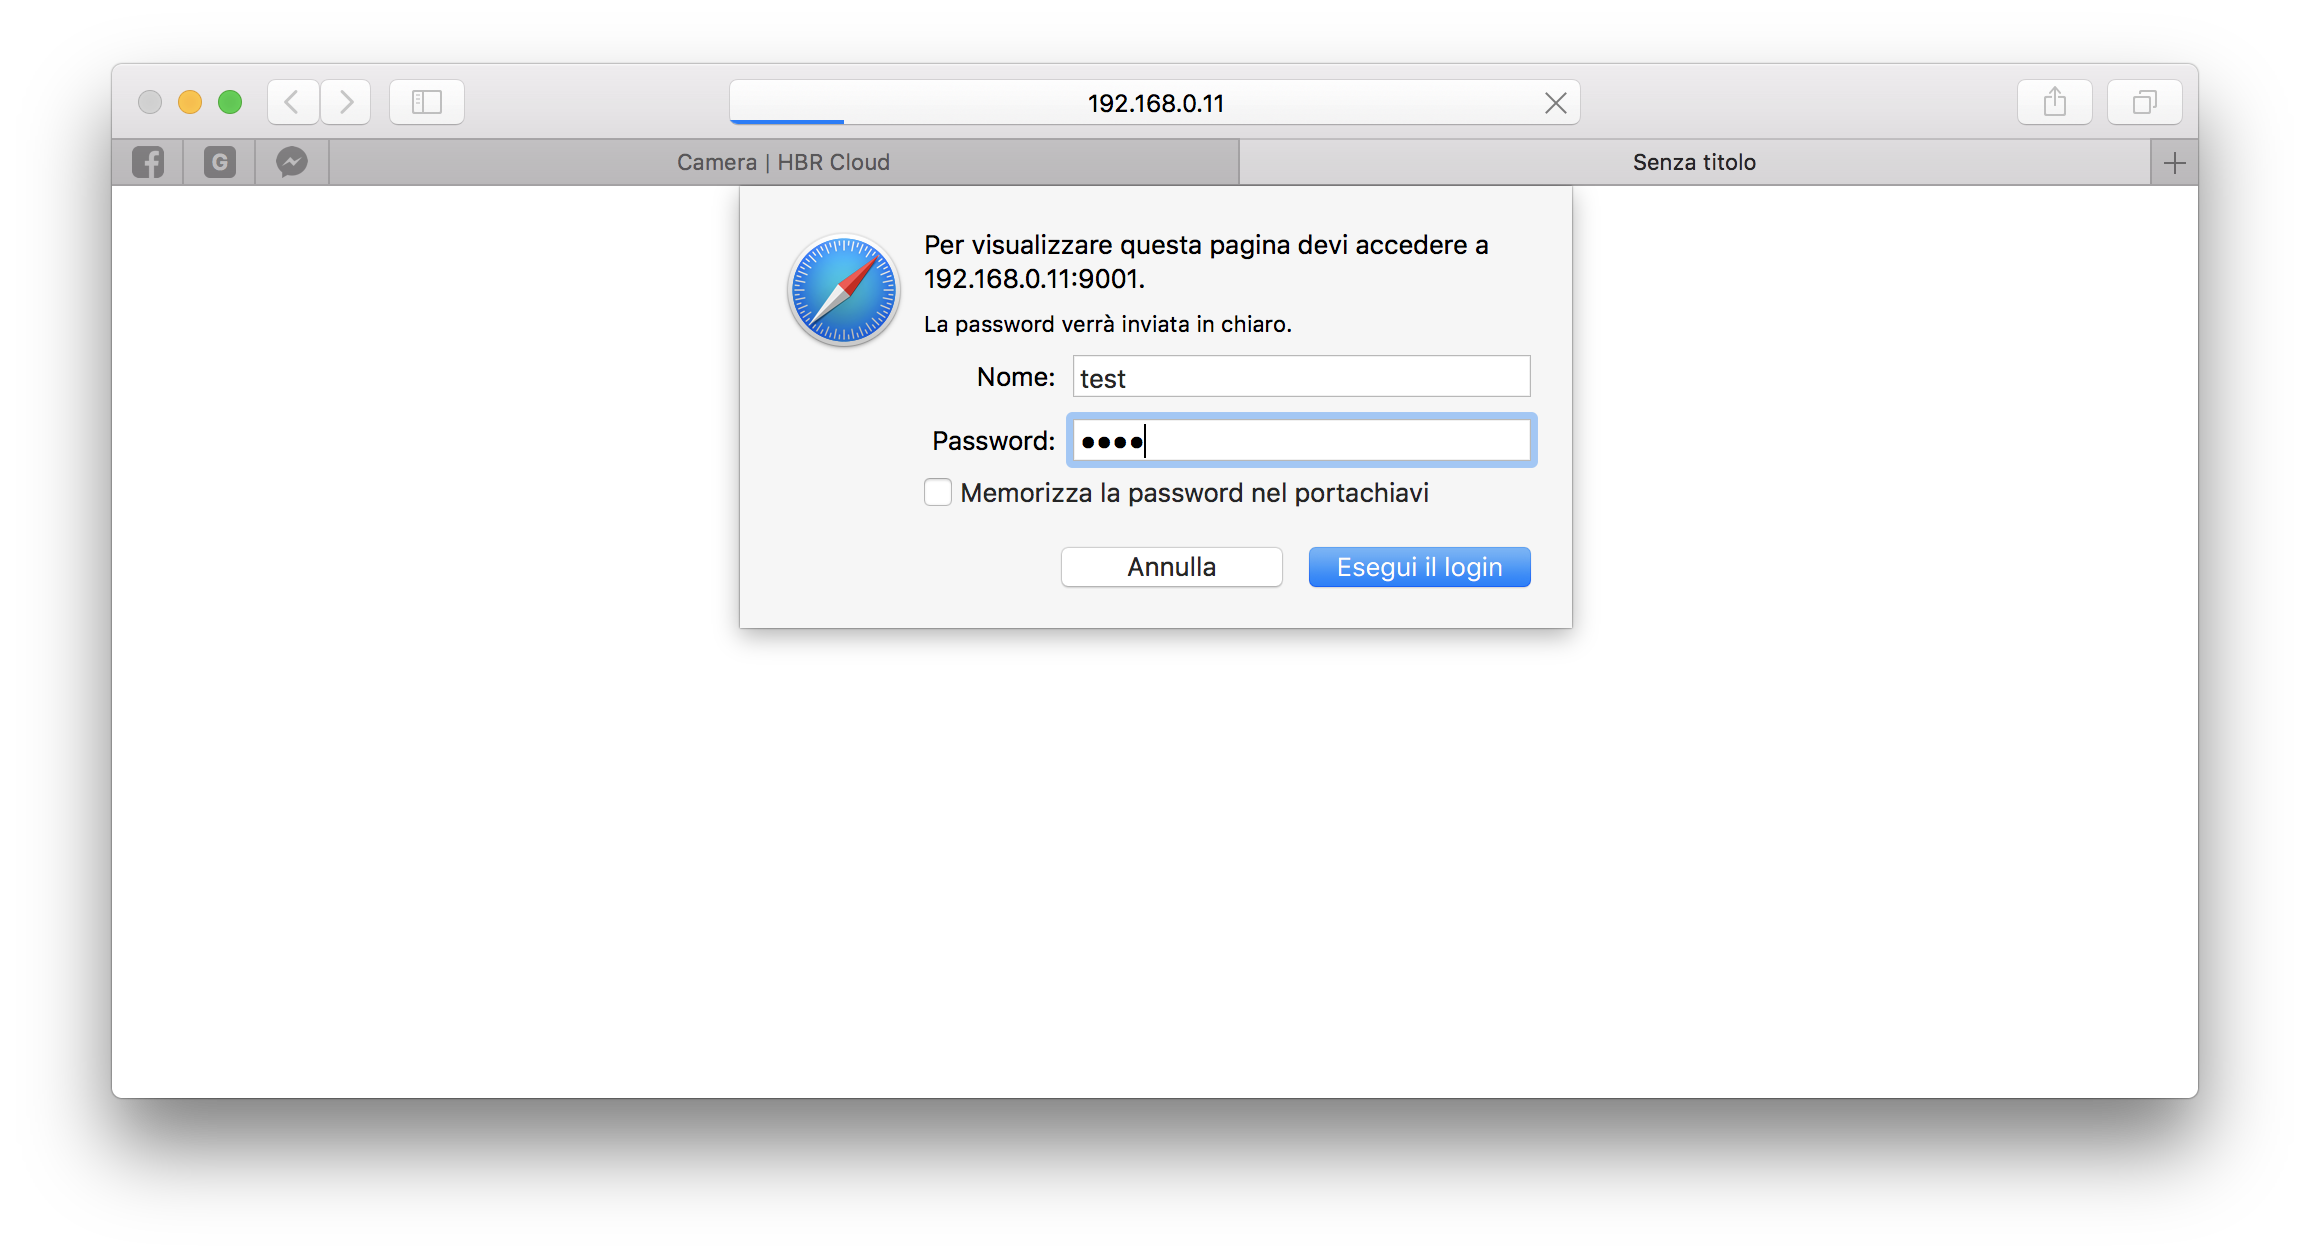 192.168.0.11
G
Camera | HBR Cloud
Senza titolo
Per visualizzare questa pagina devi accedere a
192.168.0.11:9001.
La password verrà inviata in chiaro.
Nome: test
Password: ••••
Memorizza la password nel portachiavi
Annulla
Esegui il login